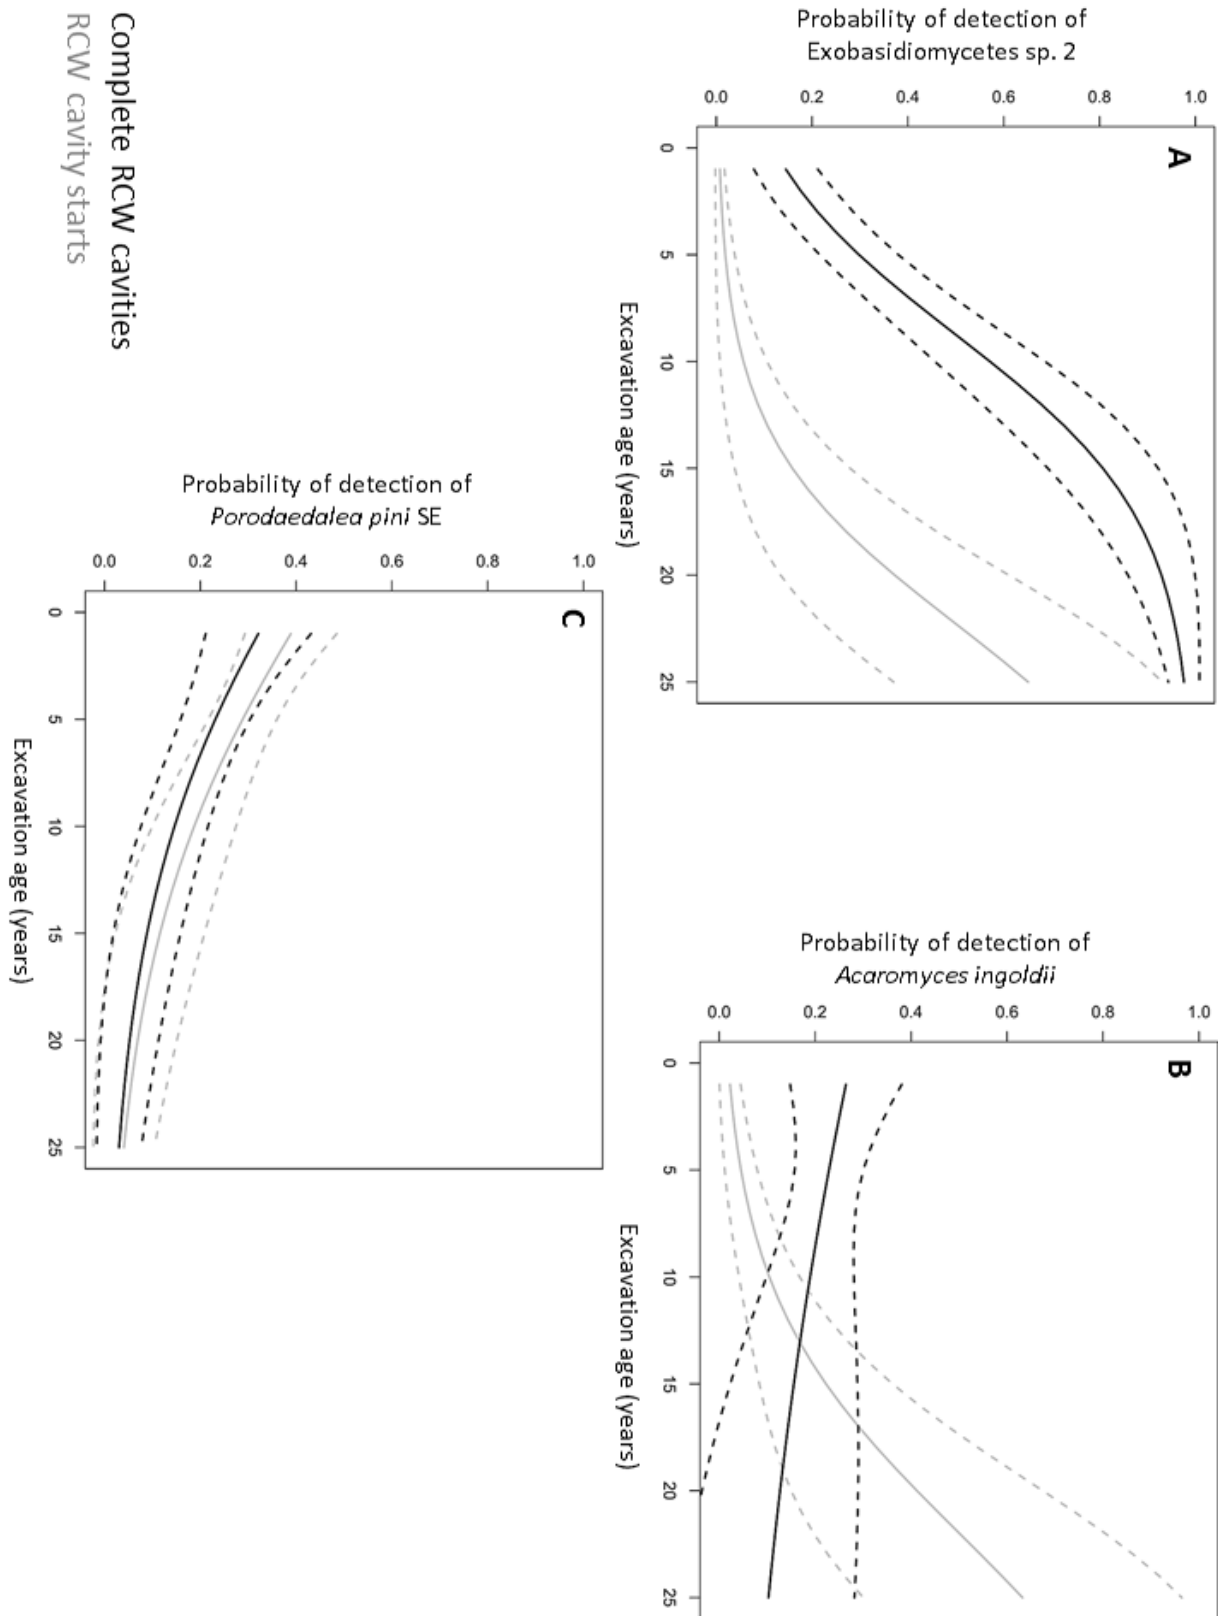 Probability of detection of
Exobasidiomycetes sp. 2
0.0 0.2 0.4 0.6 0.8 1.0
A
0 5 10 15 20 25
Excavation age (years)
Probability of detection of
Acaromyces ingoldii
0.0 0.2 0.4 0.6 0.8 1.0
B
0 5 10 15 20 25
Excavation age (years)
Probability of detection of
Porodaedalea pini SE
0.0 0.2 0.4 0.6 0.8 1.0
C
0 5 10 15 20 25
Excavation age (years)
Complete RCW cavities
RCW cavity starts